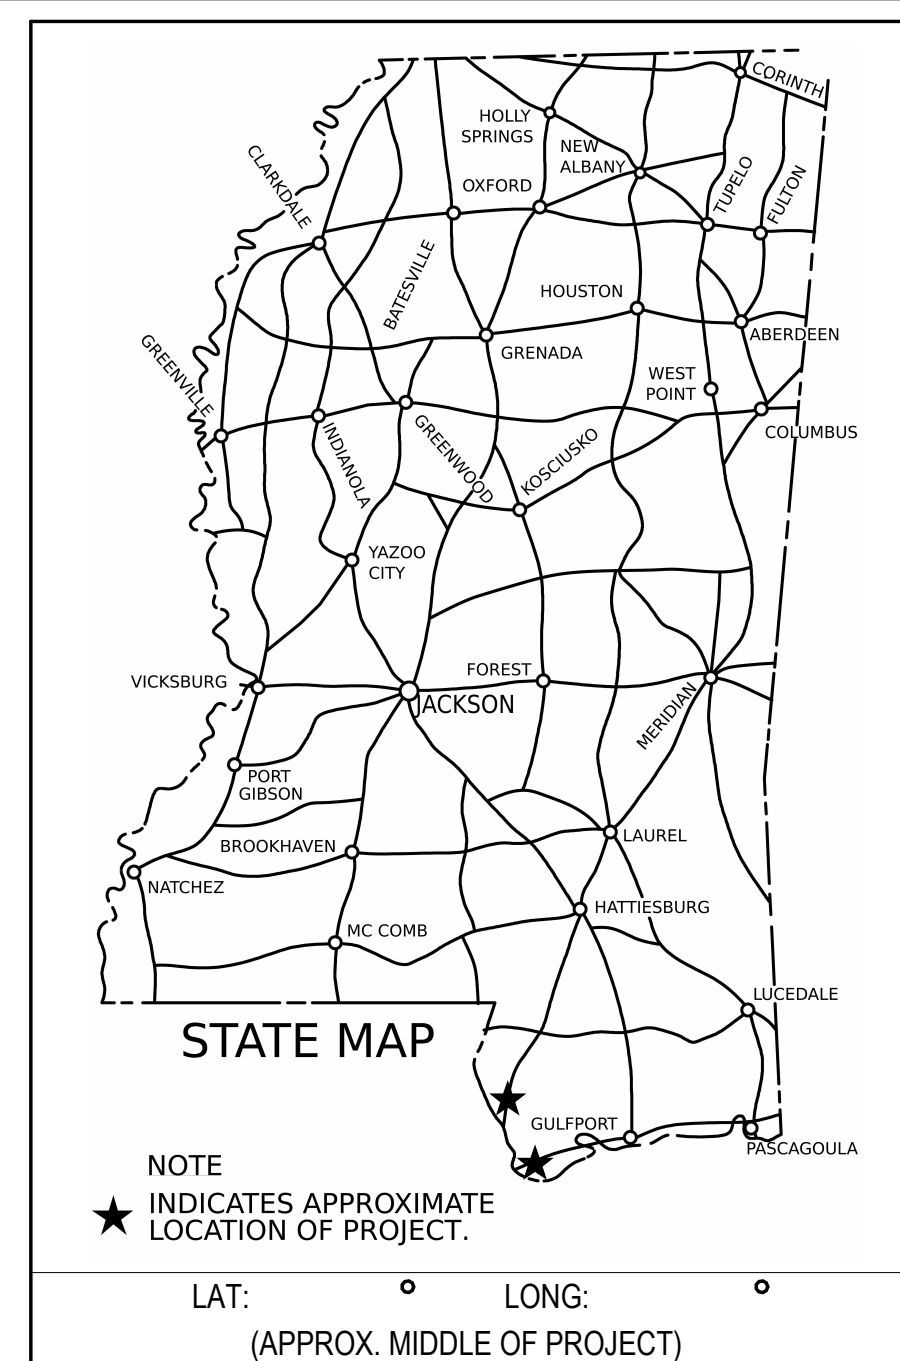 CORINTH
HOLLY
SPRINGS
NEW
ALBANY
CLARKDALE
OXFORD
TUPELO
FULTON
BATESVILLE
HOUSTON
ABERDEEN
GRENADA
GREENVILLE
WEST
POINT
COLUMBUS
INDIANOLA
GREENWOOD
KOSCIUSKO
YAZOO
CITY
VICKSBURG
FOREST
JACKSON
MERIDIAN
PORT
GIBSON
BROOKHAVEN
LAUREL
NATCHEZ
HATTIESBURG
MC COMB
LUCEDALE
STATE MAP
GULFPORT
PASCAGOULA
NOTE
INDICATES APPROXIMATE
LOCATION OF PROJECT.
LAT: ° LONG: °
(APPROX. MIDDLE OF PROJECT)